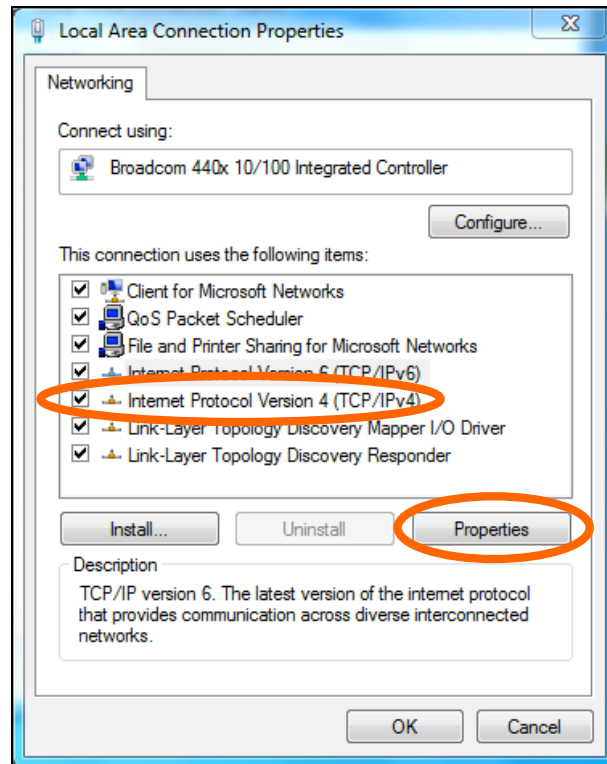 Local Area Connection Properties
Networking
Connect using:
Broadcom 440x 10/100 Integrated Controller
Configure...
This connection uses the following items:
Client for Microsoft Networks
QoS Packet Scheduler
File and Printer Sharing for Microsoft Networks
Internet Protocol Version 6 (TCP/IPv6)
Internet Protocol Version 4 (TCP/IPv4)
Link-Layer Topology Discovery Mapper I/O Driver
Link-Layer Topology Discovery Responder
Install... Uninstall Properties
Description
TCP/IP version 6. The latest version of the internet protocol
that provides communication across diverse interconnected
networks.
OK Cancel